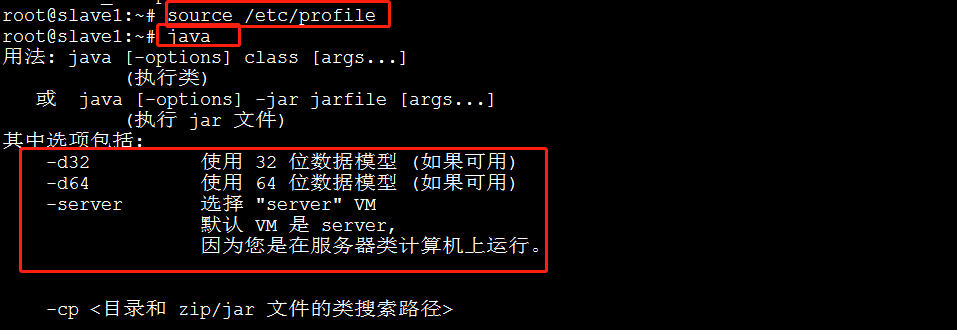 root@slave1:~# source /etc/profile
root@slave1:~# java
用法: java [-options] class [args...]
(执行类)
或 java [-options] -jar jarfile [args...]
(执行 jar 文件)
其中选项包括:
-d32 使用 32 位数据模型 (如果可用)
-d64 使用 64 位数据模型 (如果可用)
-server 选择 "server" VM
默认 VM 是 server,
因为您是在服务器类计算机上运行。
-cp <目录和 zip/jar 文件的类搜索路径>